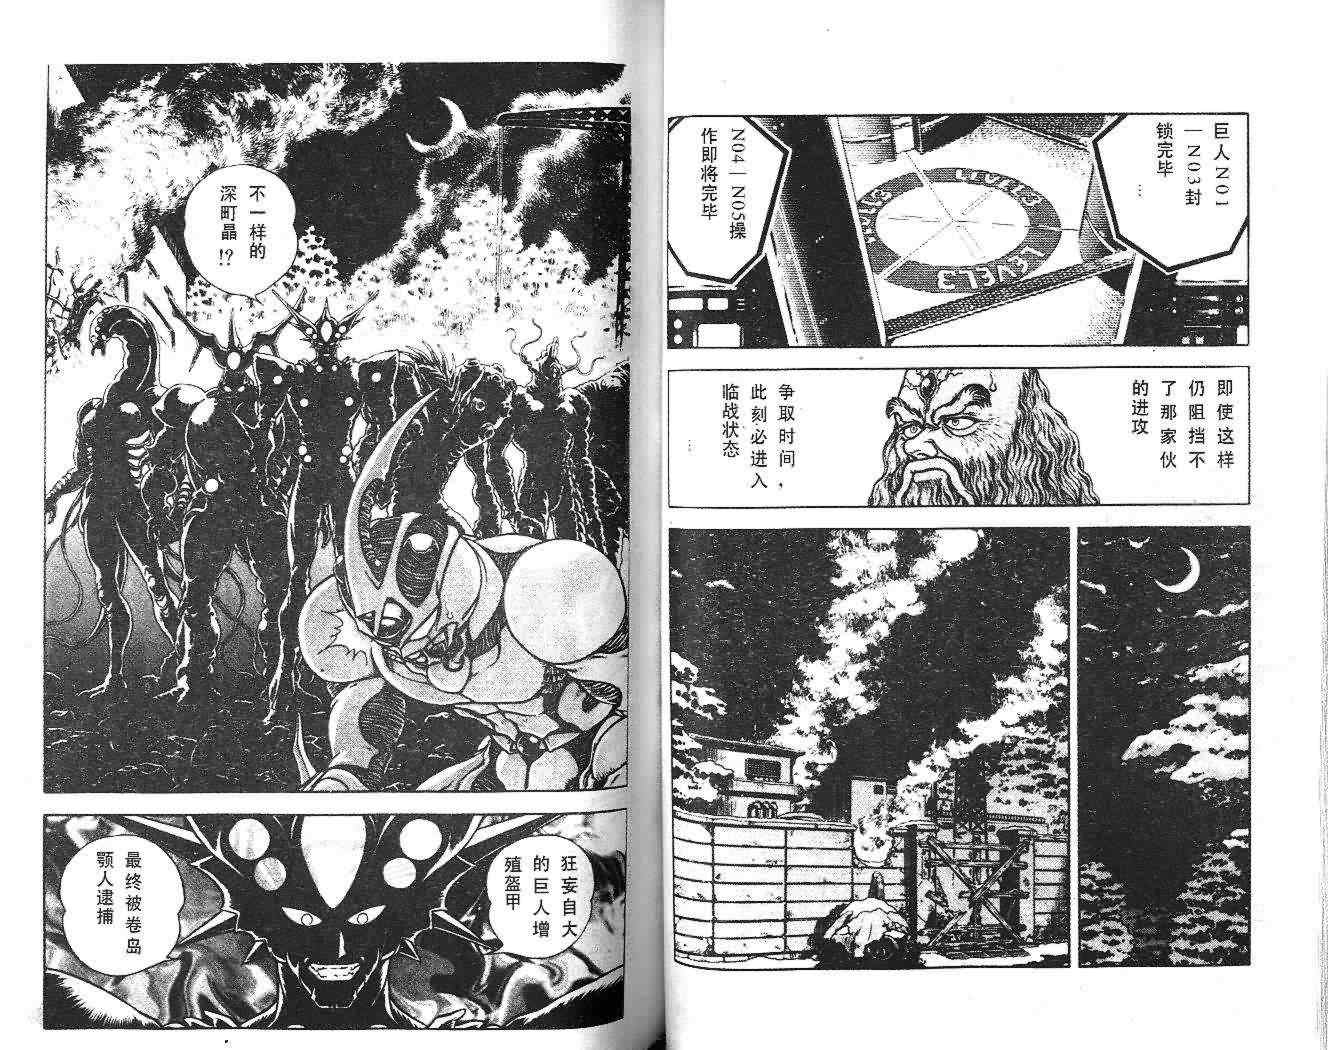 巨人N01
—N03封
锁完毕
…
N04—N05操
作即将完毕
LEVEL3
LEVEL3
LEVEL3
即使这样
仍阻挡不
了那家伙
的进攻
争取时间，
此刻必进入
临战状态
…
不一样的
深町晶!?
狂妄自大
的巨人增
殖盔甲
最终被卷岛
颚人逮捕